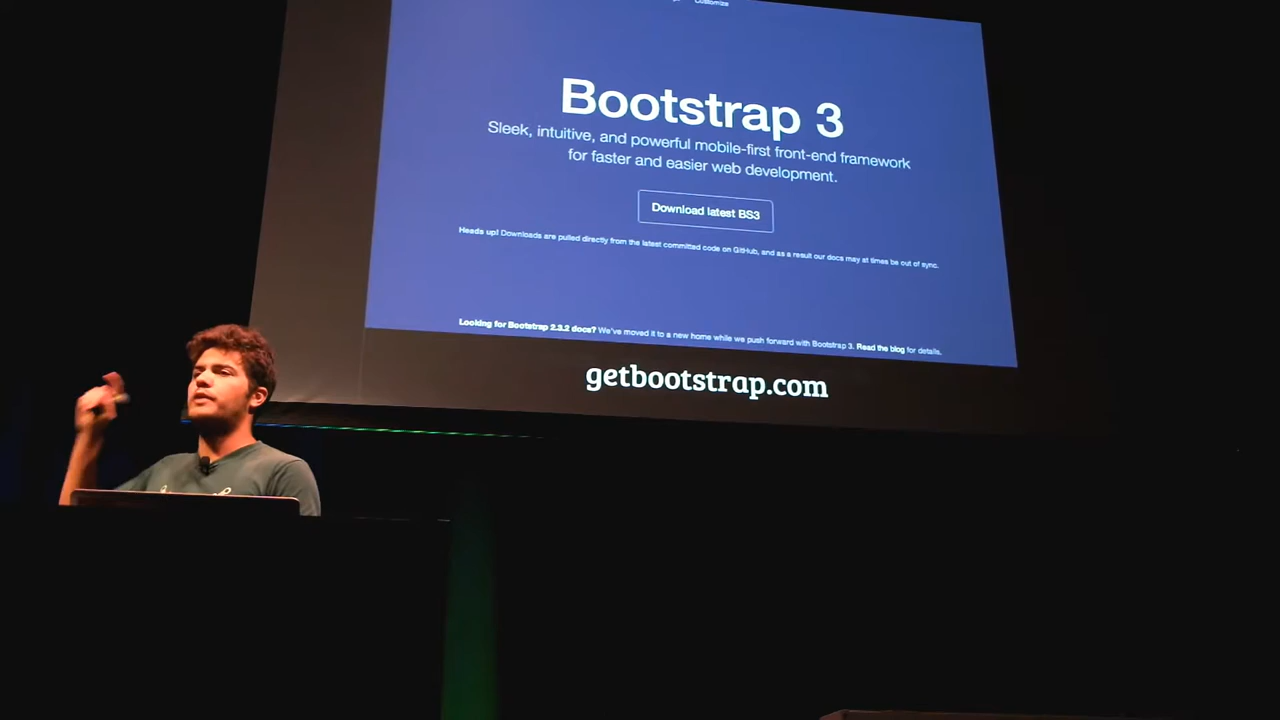 Customize
Bootstrap 3
Sleek, intuitive, and powerful mobile-first front-end framework
for faster and easier web development.
Download latest BS3
Heads up! Downloads are pulled directly from the latest committed code on GitHub, and as a result our docs may at times be out of sync.
Looking for Bootstrap 2.3.2 docs? We've moved it to a new home while we push forward with Bootstrap 3. Read the blog for details.
getbootstrap.com